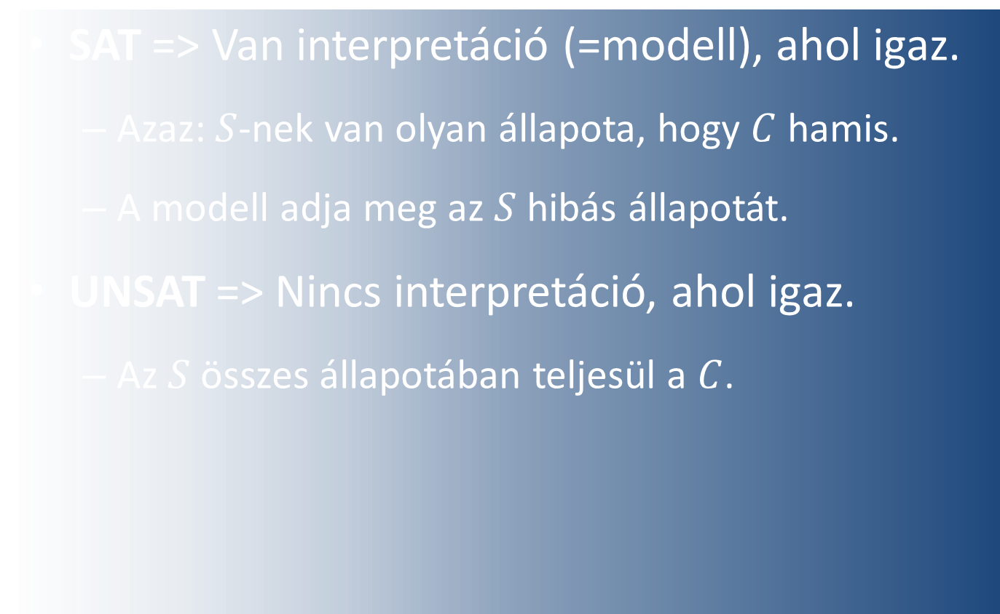 • SAT => Van interpretáció (=modell), ahol igaz.
– Azaz: S-nek van olyan állapota, hogy C hamis.
– A modell adja meg az S hibás állapotát.
• UNSAT => Nincs interpretáció, ahol igaz.
– Az S összes állapotában teljesül a C.